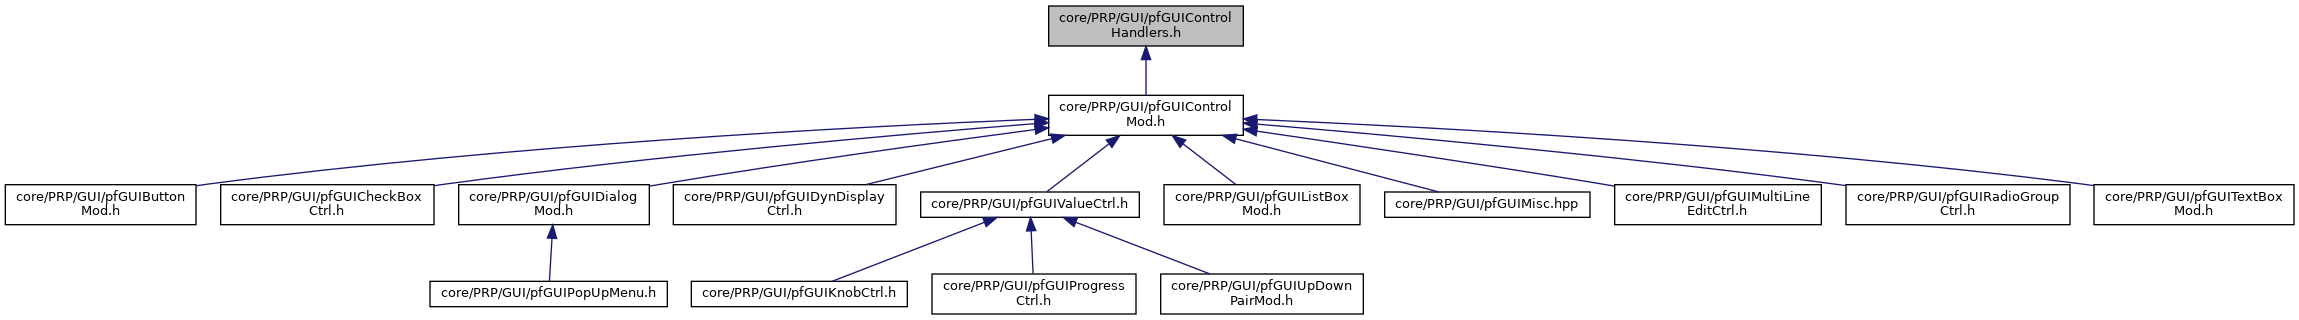 core/PRP/GUI/pfGUIControl
Handlers.h
core/PRP/GUI/pfGUIControl
Mod.h
core/PRP/GUI/pfGUIButton
Mod.h
core/PRP/GUI/pfGUICheckBox
Ctrl.h
core/PRP/GUI/pfGUIDialog
Mod.h
core/PRP/GUI/pfGUIDynDisplay
Ctrl.h
core/PRP/GUI/pfGUIValueCtrl.h
core/PRP/GUI/pfGUIListBox
Mod.h
core/PRP/GUI/pfGUIMisc.hpp
core/PRP/GUI/pfGUIMultiLine
EditCtrl.h
core/PRP/GUI/pfGUIRadioGroup
Ctrl.h
core/PRP/GUI/pfGUITextBox
Mod.h
core/PRP/GUI/pfGUIPopUpMenu.h
core/PRP/GUI/pfGUIKnobCtrl.h
core/PRP/GUI/pfGUIProgress
Ctrl.h
core/PRP/GUI/pfGUIUpDown
PairMod.h